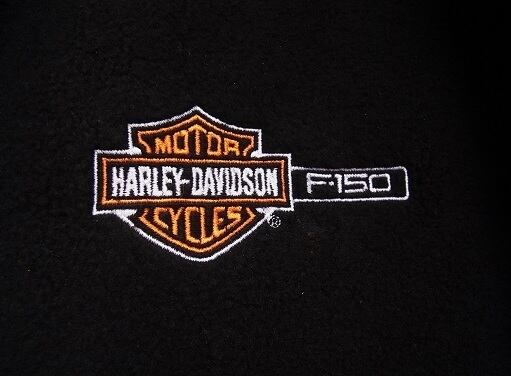 MOTOR
HARLEY-DAVIDSON
CYCLES
®
F-150